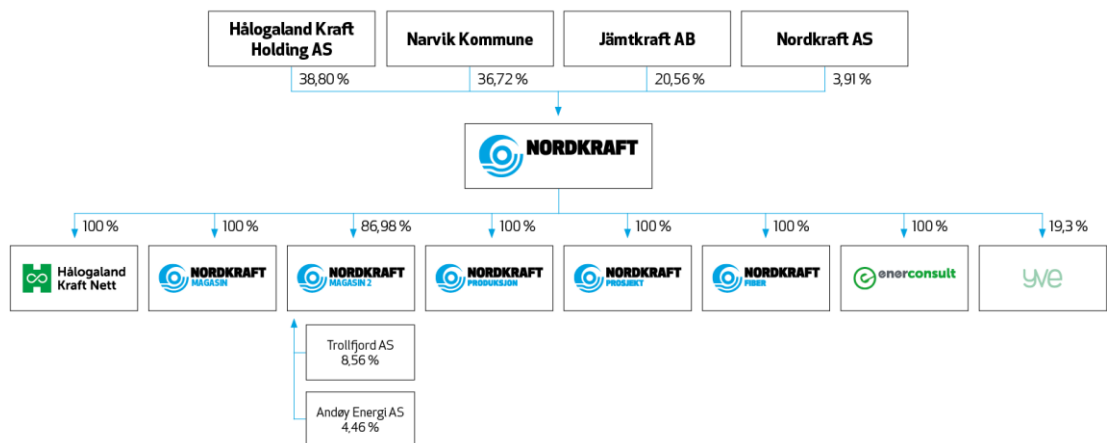 Hålogaland Kraft
Holding AS
Narvik Kommune
Jämtkraft AB
Nordkraft AS
38,80 %
36,72 %
20,56 %
3,91 %
NORDKRAFT
100 %
100 %
86,98 %
100 %
100 %
100 %
100 %
19,3 %
Hålogaland
Kraft Nett
NORDKRAFT
MAGASIN
NORDKRAFT
MAGASIN 2
NORDKRAFT
PRODUKSJON
NORDKRAFT
PROSJEKT
NORDKRAFT
FIBER
enerconsult
yve
Trollfjord AS
8,56 %
Andøy Energi AS
4,46 %